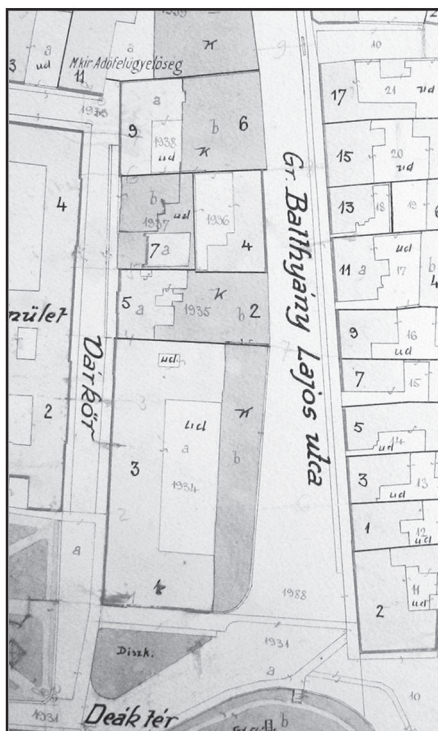 10
3
a
ud
11
a
M.kir Adófelügyelőség
K
9
a
1938
ud
b
6
K
17
21
ud
15
20
ud
4
b
1937
ud
7
a
1936
4
13
18
19
6
11
a
ud
17
b
4
5
a
1935
K
b
2
9
16
ud
7
15
Várkör
Gr. Batthyány Lajos utca
2
3
ud
ud
a
1934
K
b
5
14
ud
3
13
ud
1
12
ud
2
11
ud
a
1988
Diszk.
1931
a
1931
Deák tér
b
10